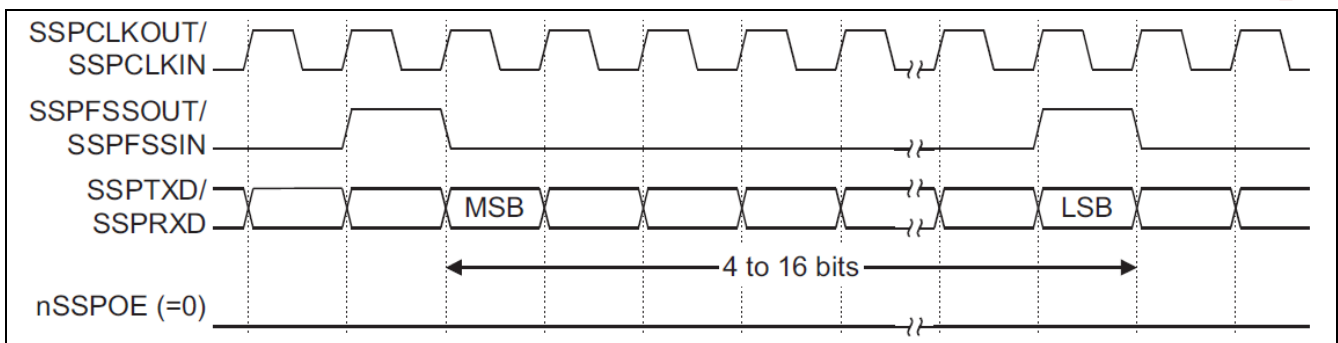 SSPCLKOUT/
SSPCLKIN
SSPFSSOUT/
SSPFSSIN
SSPTXD/
SSPRXD
MSB
LSB
4 to 16 bits
nSSPOE (=0)